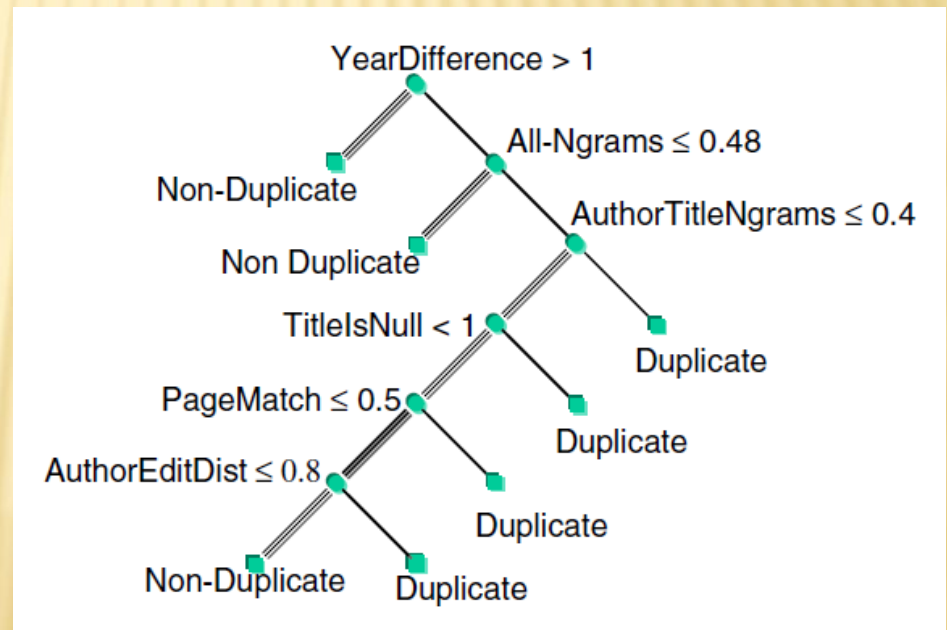 YearDifference > 1
All-Ngrams ≤ 0.48
Non-Duplicate
AuthorTitleNgrams ≤ 0.4
Non Duplicate
TitleIsNull < 1
Duplicate
PageMatch ≤ 0.5
Duplicate
AuthorEditDist ≤ 0.8
Duplicate
Non-Duplicate
Duplicate